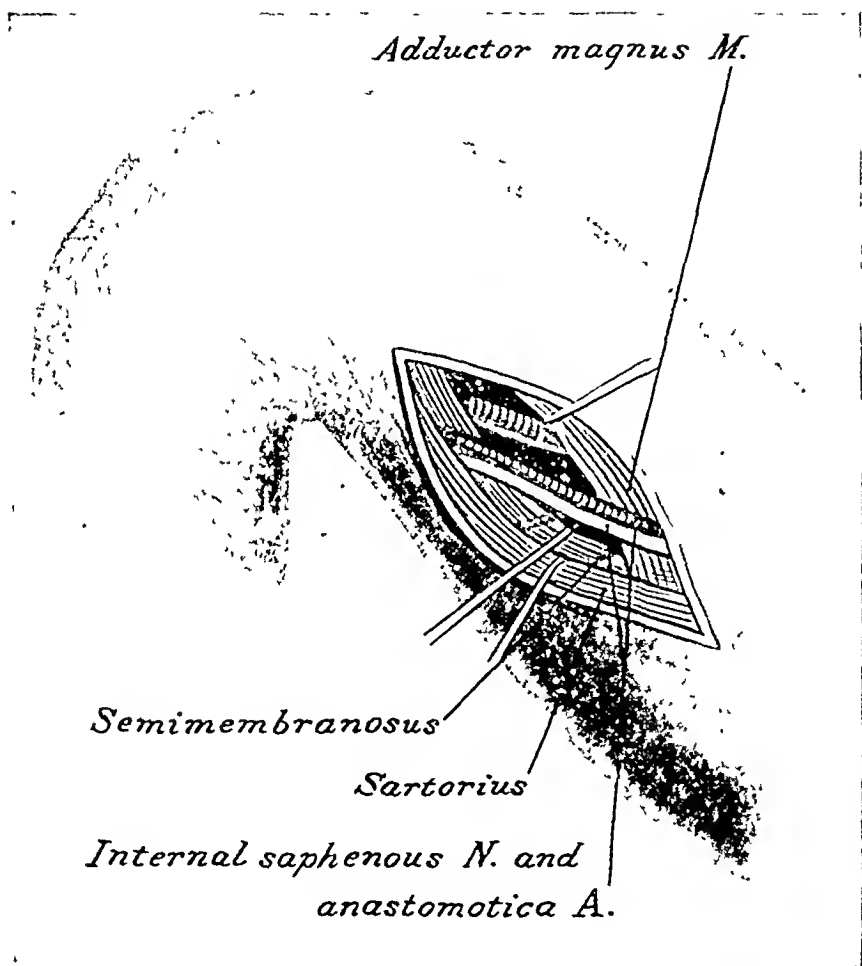 Adductor magnus M.
Semimembranosus
Sartorius
Internal saphenous N. and
anastomotica A.